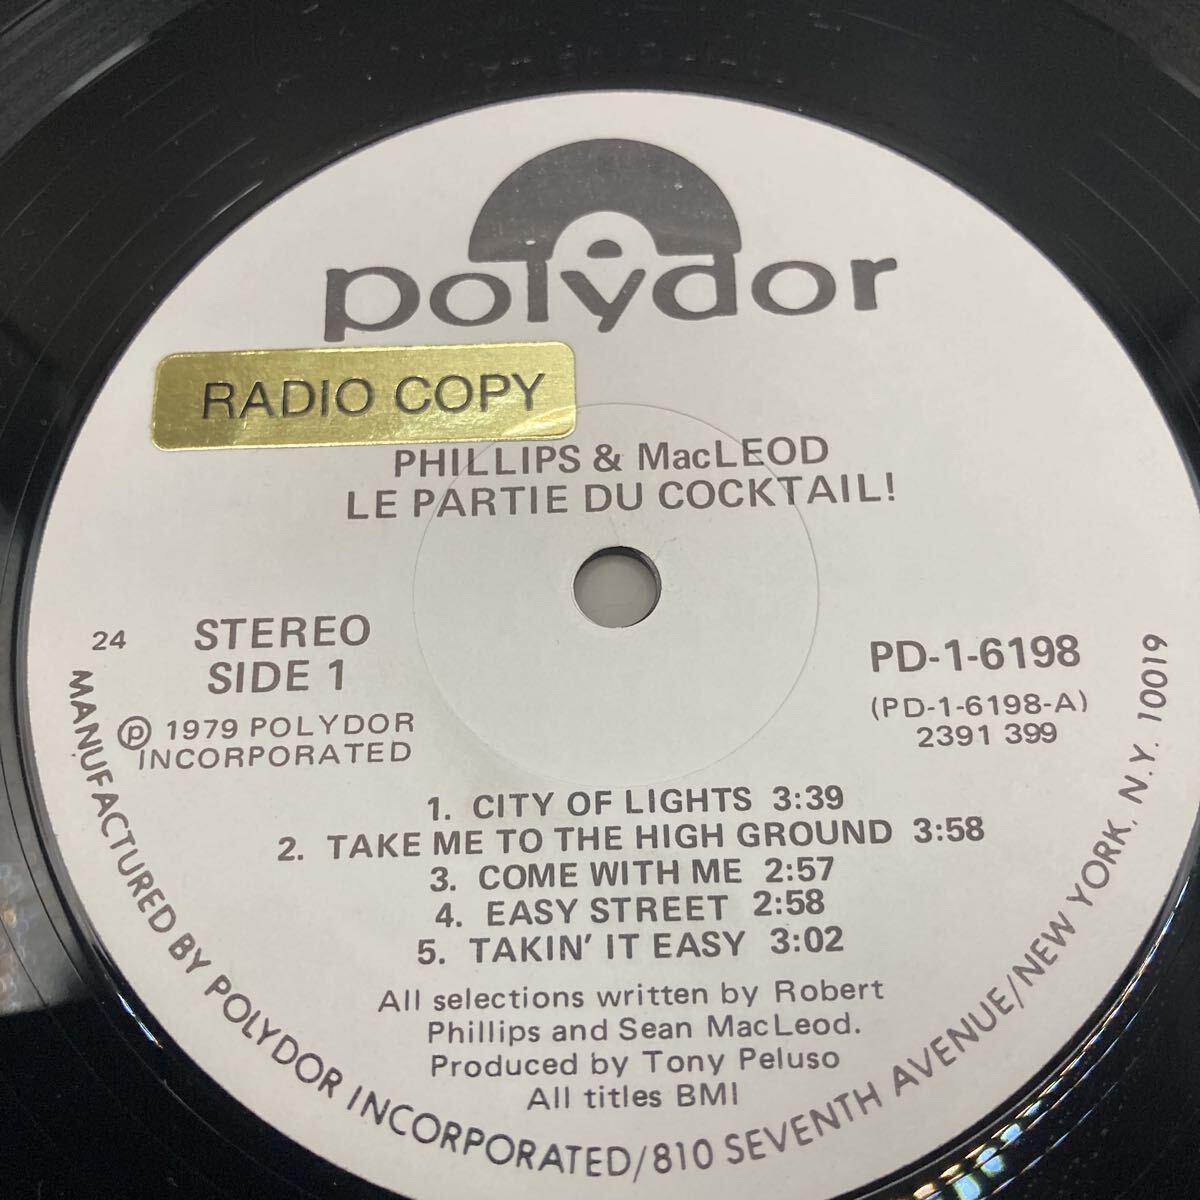 polydor
RADIO COPY
PHILLIPS & MacLEOD
LE PARTIE DU COCKTAIL!
24
STEREO
SIDE 1
℗ 1979 POLYDOR
INCORPORATED
PD-1-6198
(PD-1-6198-A)
2391 399
1. CITY OF LIGHTS 3:39
2. TAKE ME TO THE HIGH GROUND 3:58
3. COME WITH ME 2:57
4. EASY STREET 2:58
5. TAKIN' IT EASY 3:02
All selections written by Robert
Phillips and Sean MacLeod.
Produced by Tony Peluso
All titles BMI
MANUFACTURED BY POLYDOR INCORPORATED/810 SEVENTH AVENUE/NEW YORK, N.Y. 10019